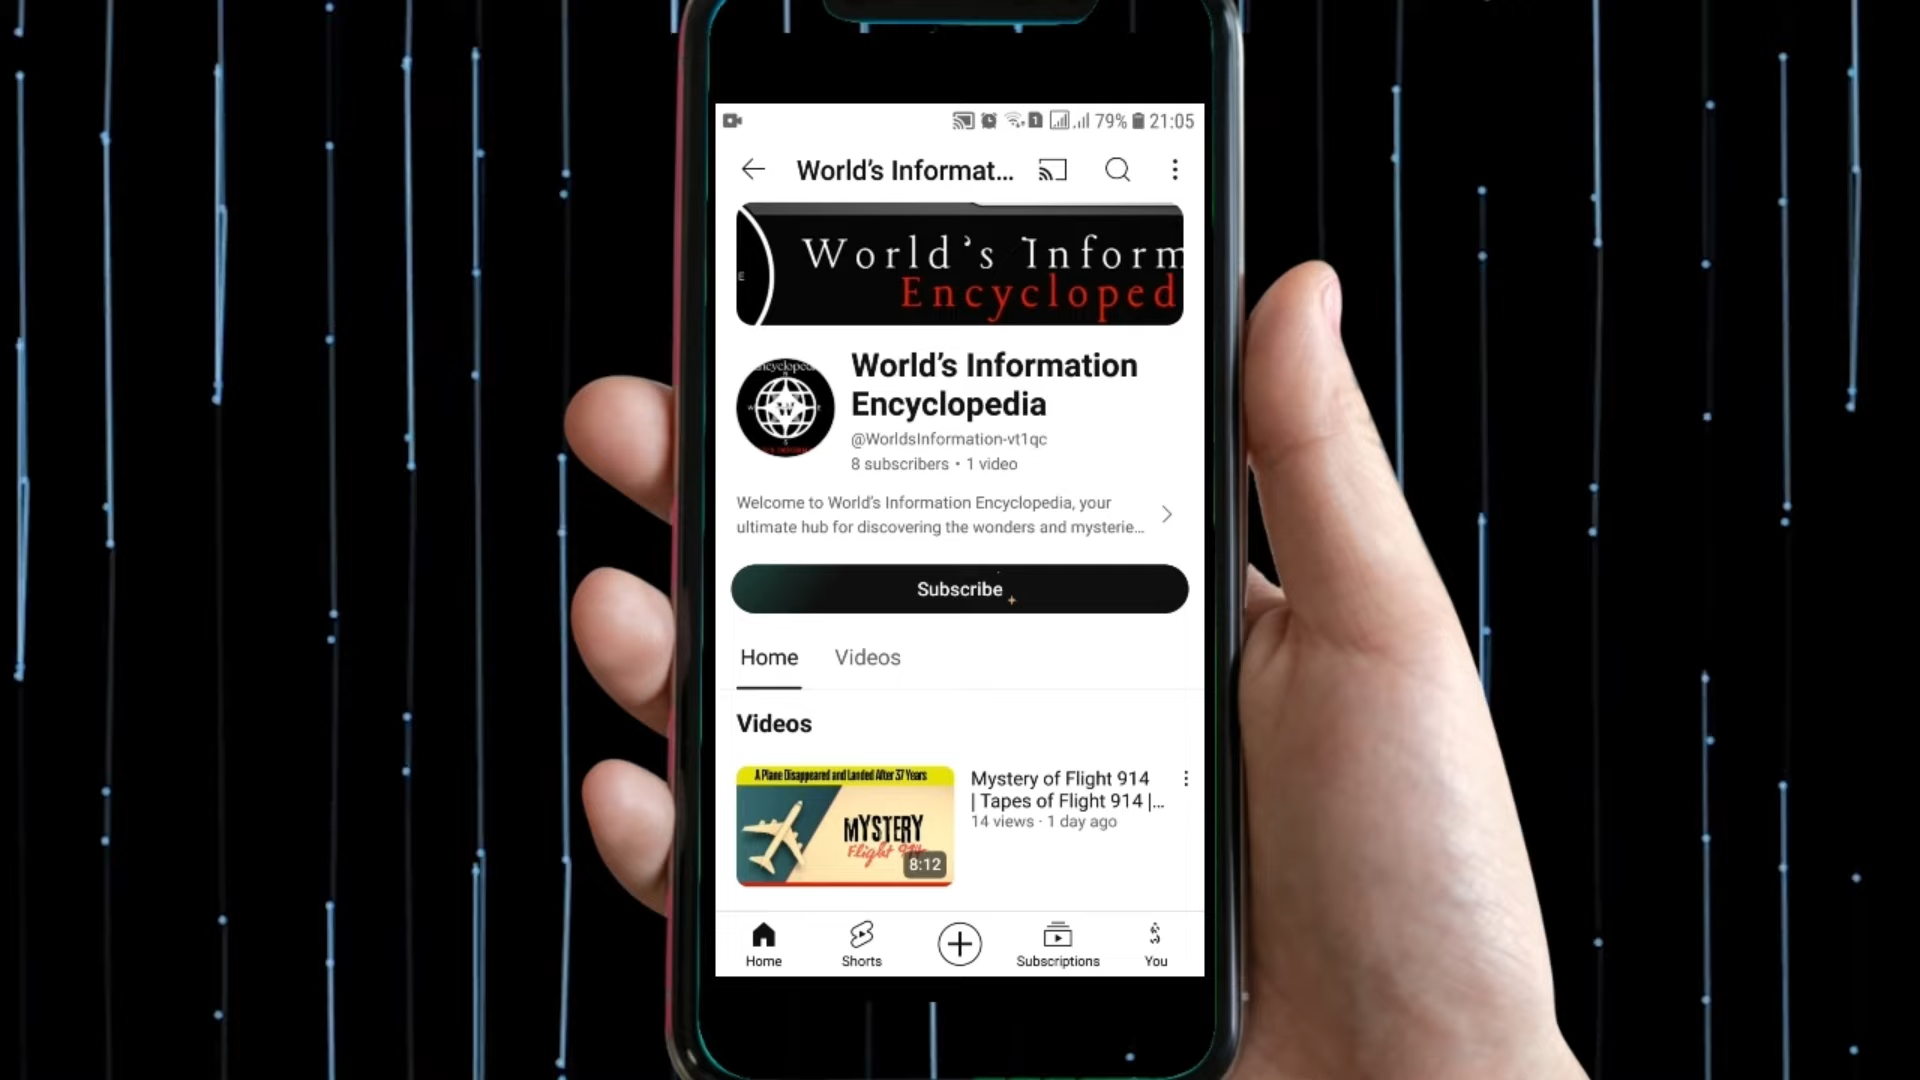 79% 21:05
World's Informat...
World's Inform
Encycloped
World's Information
Encyclopedia
@WorldsInformation-vt1qc
8 subscribers • 1 video
Welcome to World's Information Encyclopedia, your
ultimate hub for discovering the wonders and mysterie...
Subscribe
Home Videos
Videos
A Plane Disappeared and Landed After 37 Years
MYSTERY
Flight 914
8:12
Mystery of Flight 914
| Tapes of Flight 914 |...
14 views · 1 day ago
Home
Shorts
Subscriptions
You